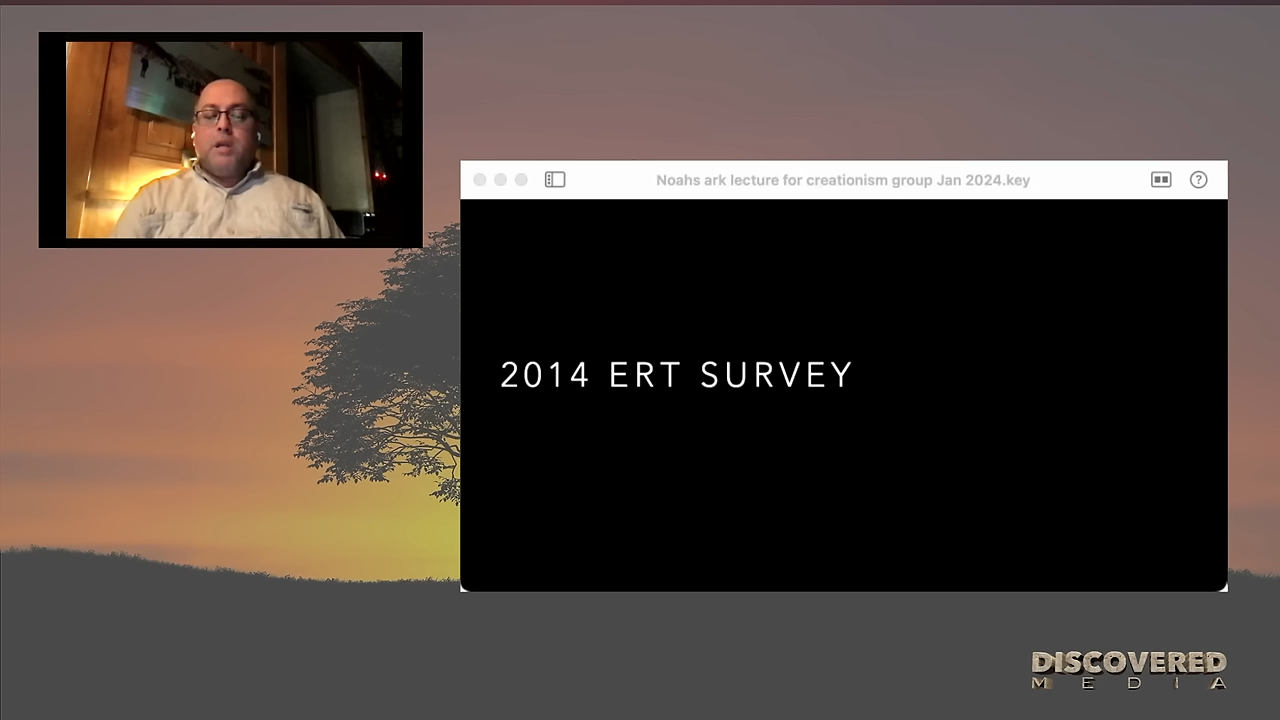 Noahs ark lecture for creationism group Jan 2024.key
2014 ERT SURVEY
DISCOVERED
MEDIA